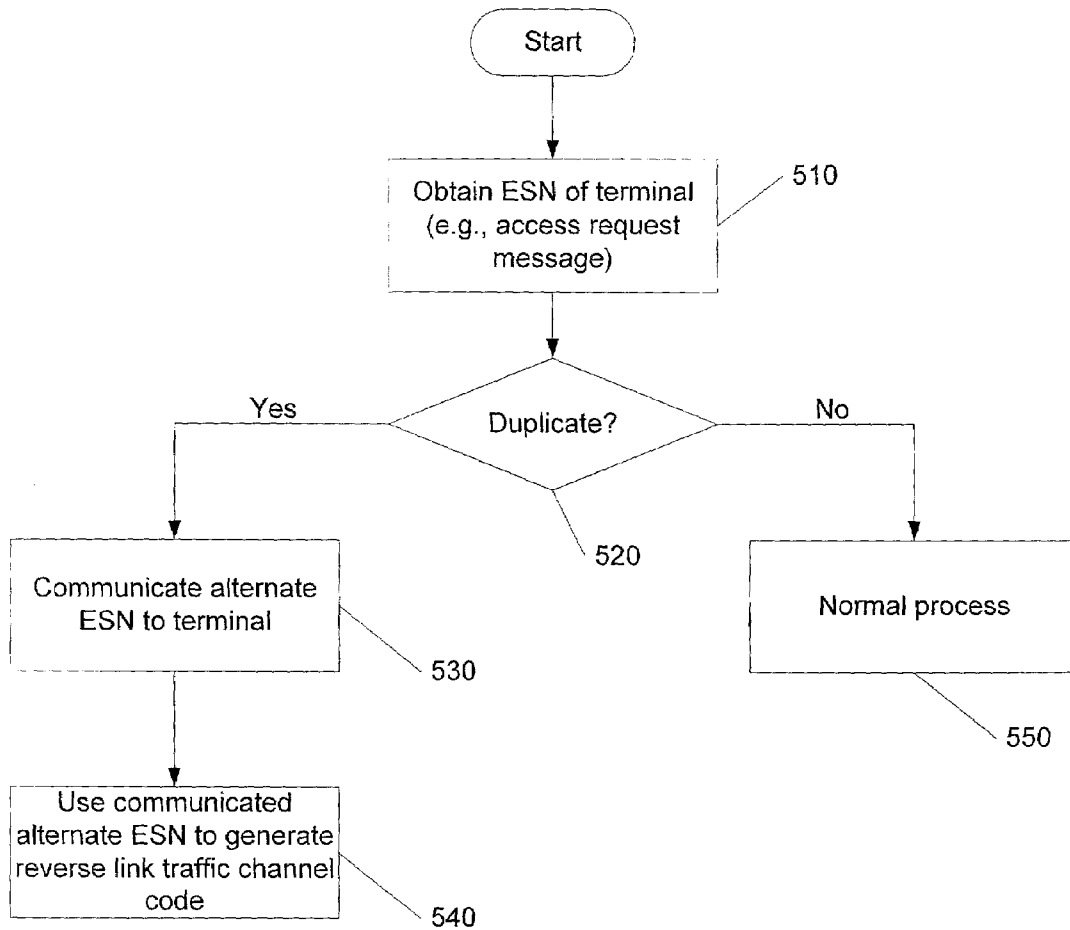 Start
Obtain ESN of terminal
(e.g., access request
message)
510
Yes
Duplicate?
No
520
Communicate alternate
ESN to terminal
530
Normal process
550
Use communicated
alternate ESN to generate
reverse link traffic channel
code
540